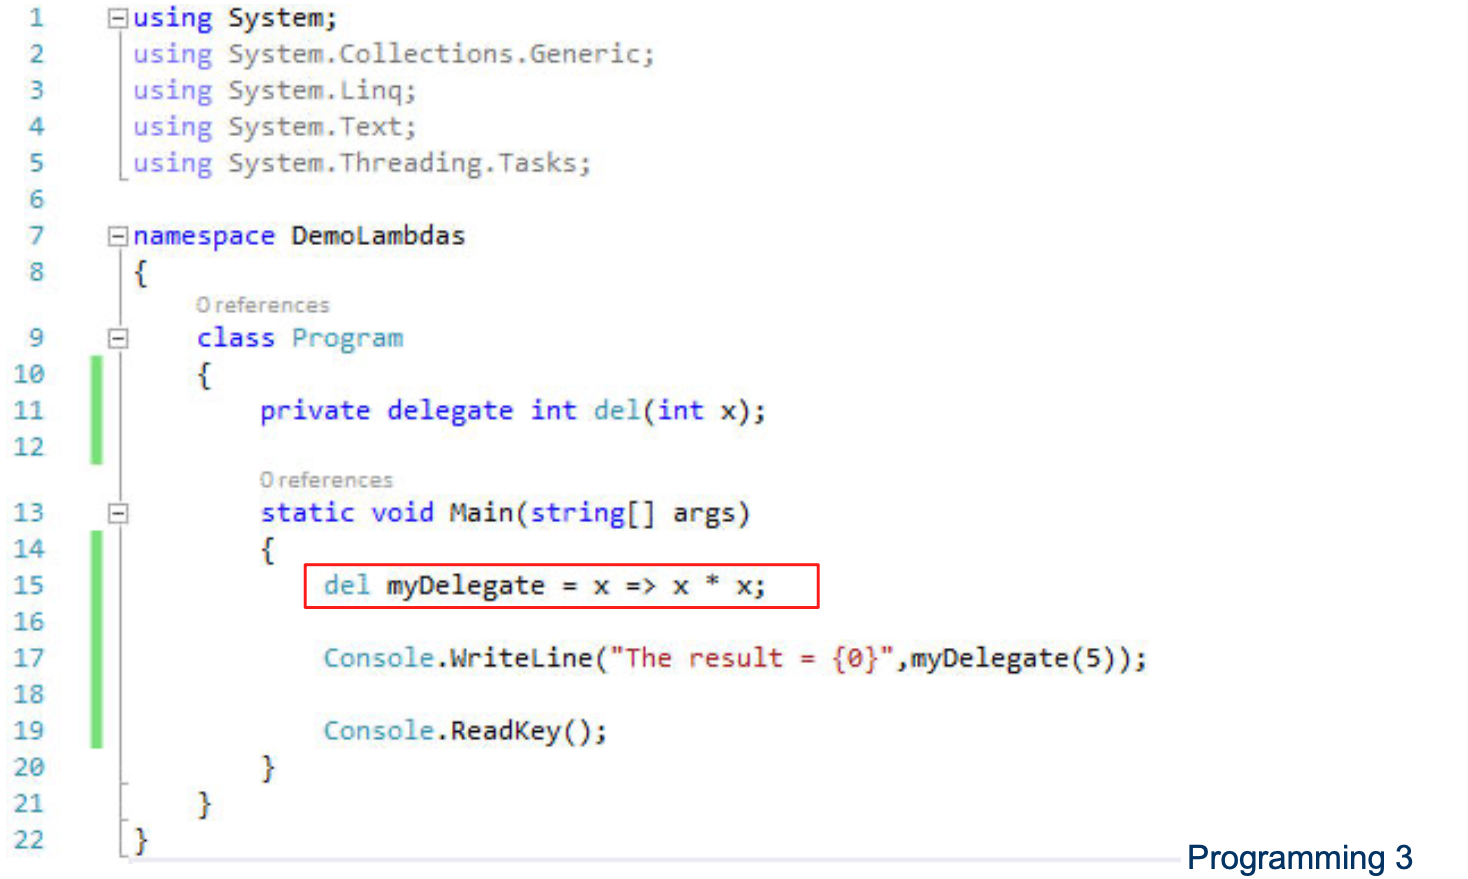 1 using System;
2 using System.Collections.Generic;
3 using System.Linq;
4 using System.Text;
5 using System.Threading.Tasks;
6
7 namespace DemoLambdas
8 {
0 references
9 class Program
10 {
11 private delegate int del(int x);
12
0 references
13 static void Main(string[] args)
14 {
15 del myDelegate = x => x * x;
16
17 Console.WriteLine("The result = {0}",myDelegate(5));
18
19 Console.ReadKey();
20 }
21 }
22 }
Programming 3